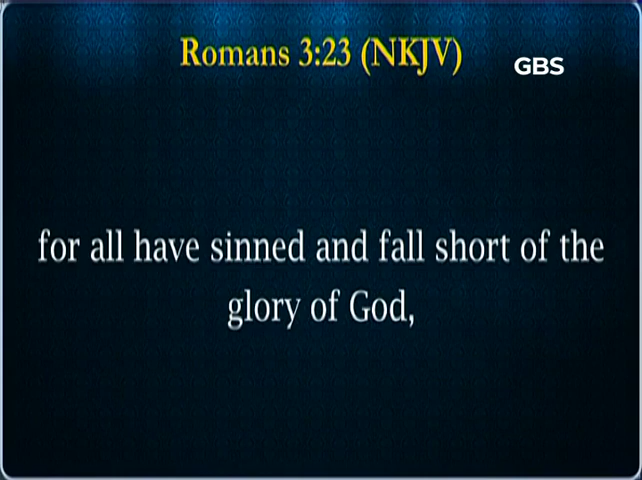 Romans 3:23 (NKJV)
GBS
for all have sinned and fall short of the
glory of God,